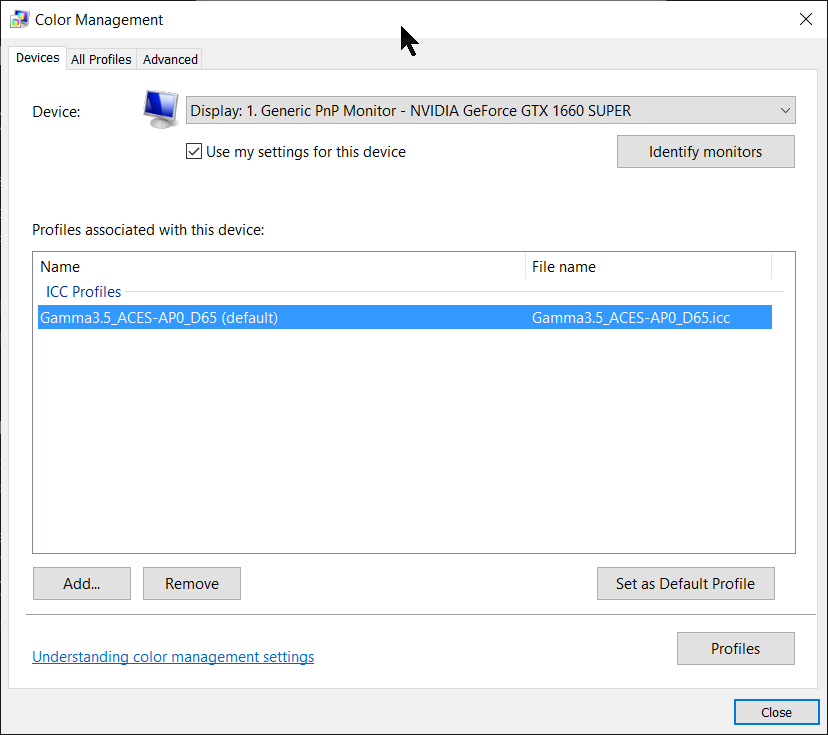 Color Management
Devices All Profiles Advanced
Device: Display: 1. Generic PnP Monitor - NVIDIA GeForce GTX 1660 SUPER
Use my settings for this device Identify monitors
Profiles associated with this device:
Name File name
ICC Profiles
Gamma3.5_ACES-AP0_D65 (default) Gamma3.5_ACES-AP0_D65.icc
Add... Remove Set as Default Profile
Understanding color management settings Profiles
Close